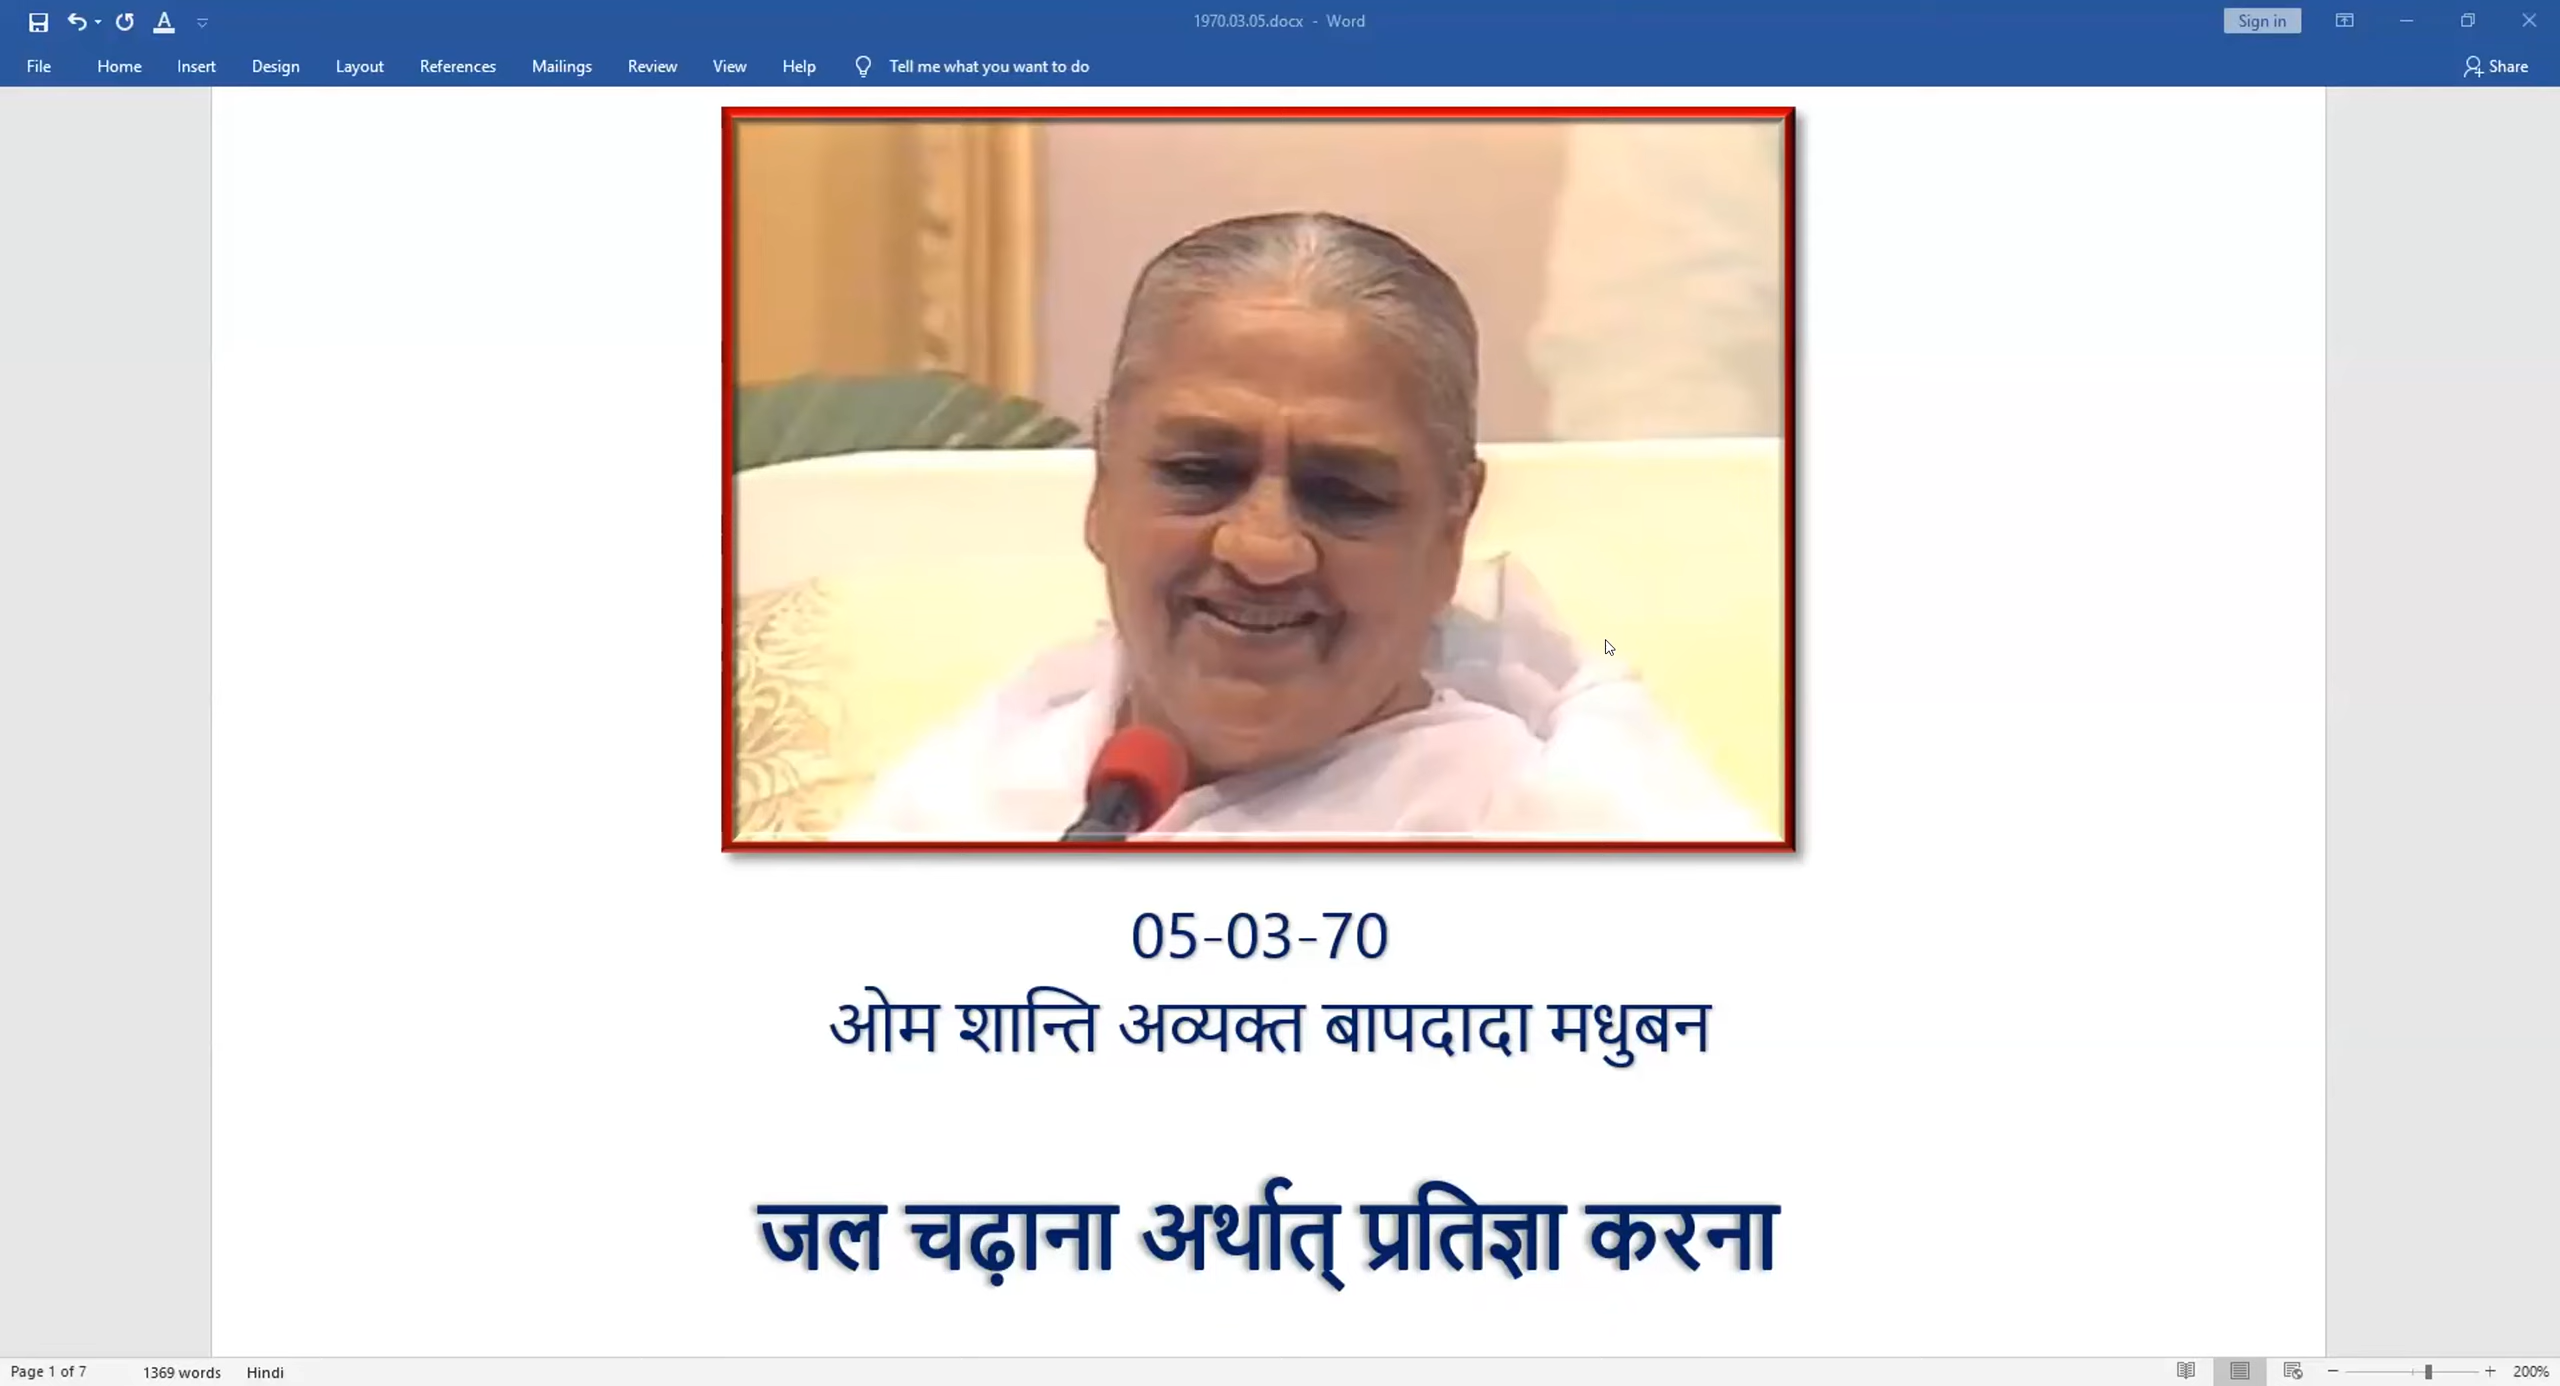 1970.03.05.docx - Word
Sign in
File Home Insert Design Layout References Mailings Review View Help Tell me what you want to do Share
05-03-70
ओम शान्ति अव्यक्त बापदादा मधुबन
जल चढ़ाना अर्थात् प्रतिज्ञा करना
Page 1 of 7 1369 words Hindi 200%